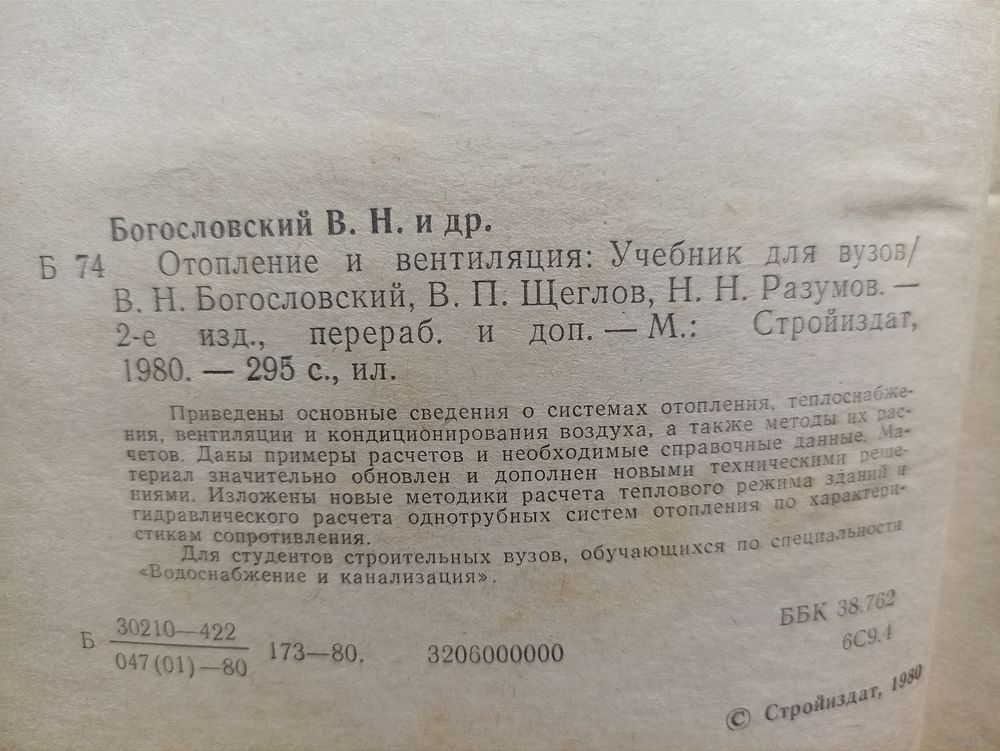 Богословский В. Н. и др.
Б 74 Отопление и вентиляция: Учебник для вузов/
В. Н. Богословский, В. П. Щеглов, Н. Н. Разумов. —
2-е изд., перераб. и доп. — М.: Стройиздат,
1980. — 295 с., ил.
Приведены основные сведения о системах отопления, теплоснабже-
ния, вентиляции и кондиционирования воздуха, а также методы их рас-
четов. Даны примеры расчетов и необходимые справочные данные. Ма-
териал значительно обновлен и дополнен новыми техническими реше-
ниями. Изложены новые методики расчета теплового режима зданий и
гидравлического расчета однотрубных систем отопления по характери-
стикам сопротивления.
Для студентов строительных вузов, обучающихся по специальности
«Водоснабжение и канализация».
Б 30210—422
047(01)—80
173—80. 3206000000
ББК 38.762
6С9.4
© Стройиздат, 1980